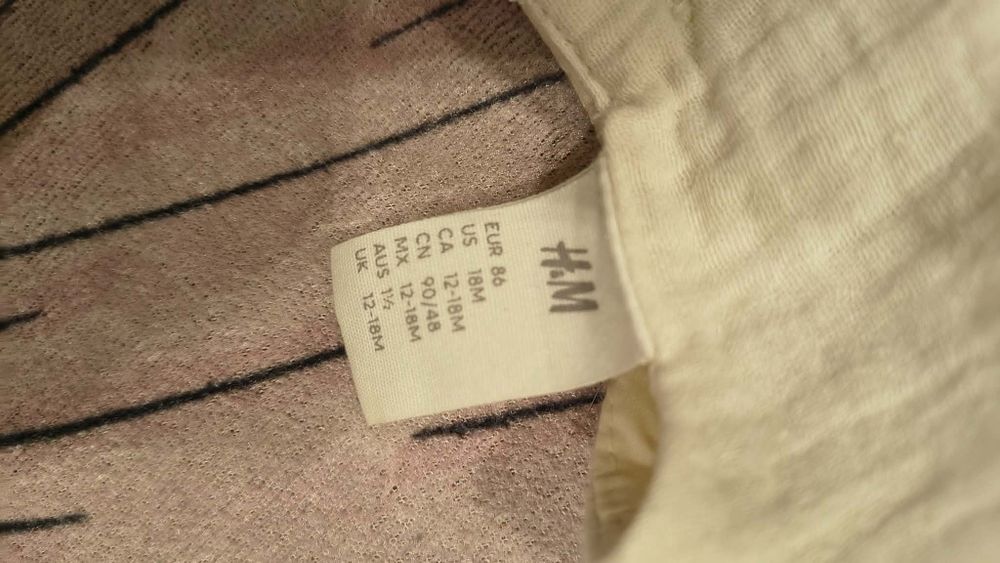 H&M
EUR 86
US 18M
CA 12-18M
CN 90/48
MX 12-18M
AUS 1½
UK 12-18M